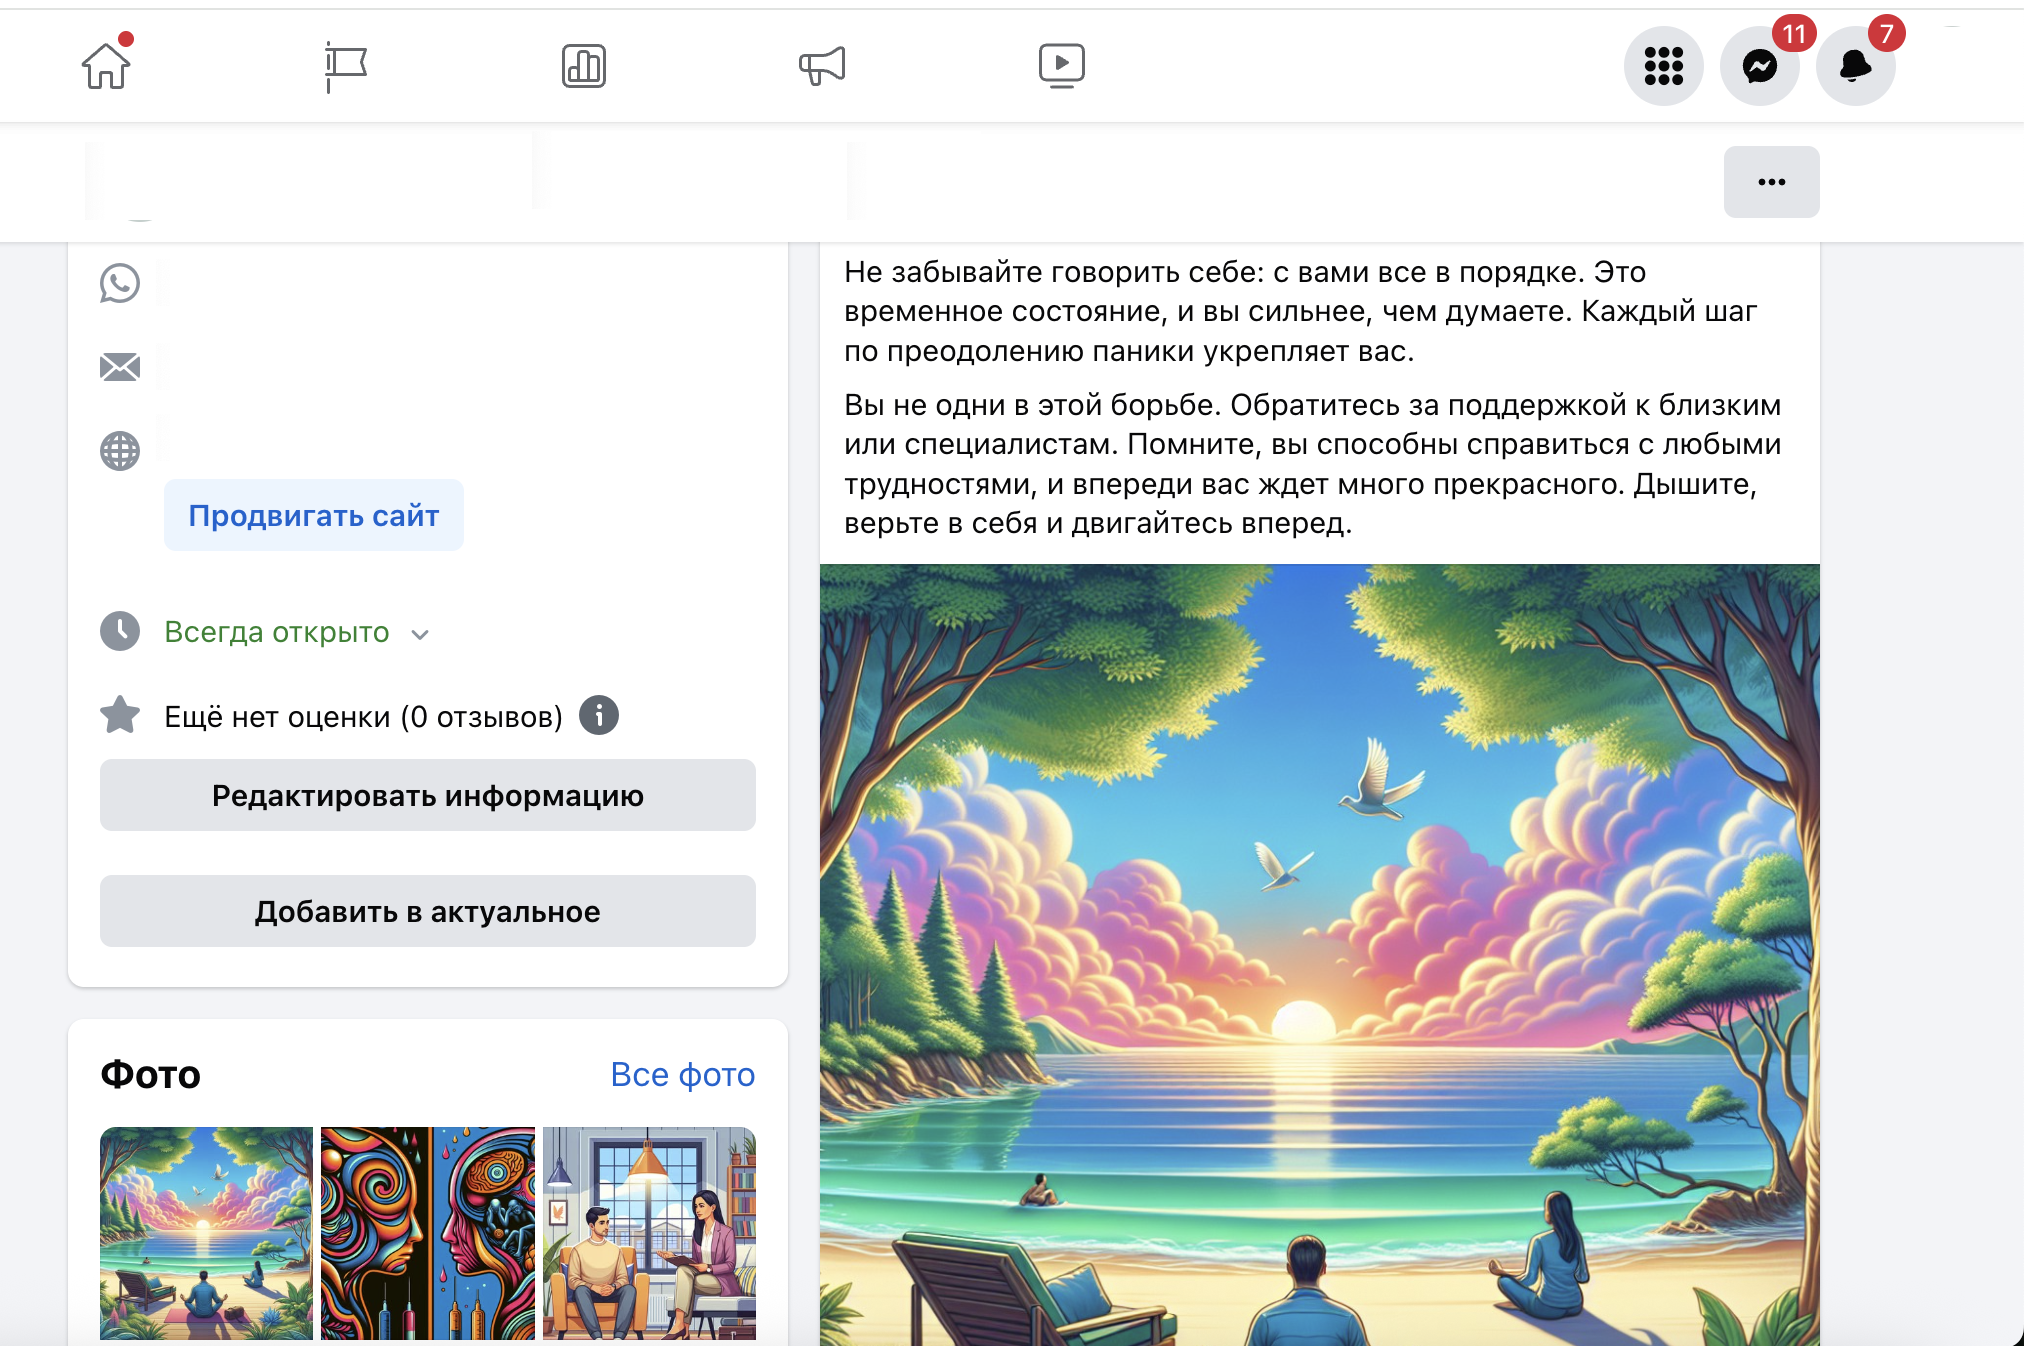 11
7
Не забывайте говорить себе: с вами все в порядке. Это
временное состояние, и вы сильнее, чем думаете. Каждый шаг
по преодолению паники укрепляет вас.
Вы не одни в этой борьбе. Обратитесь за поддержкой к близким
или специалистам. Помните, вы способны справиться с любыми
трудностями, и впереди вас ждет много прекрасного. Дышите,
верьте в себя и двигайтесь вперед.
Продвигать сайт
Всегда открыто
Ещё нет оценки (0 отзывов)
Редактировать информацию
Добавить в актуальное
Фото
Все фото